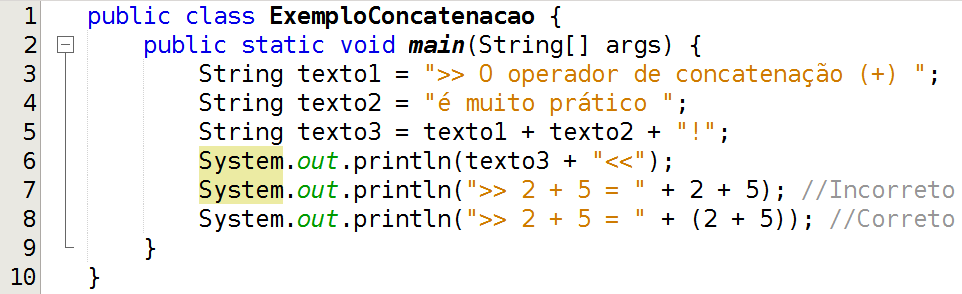 1 public class ExemploConcatenacao {
2 public static void main(String[] args) {
3 String texto1 = ">> O operador de concatenação (+) ";
4 String texto2 = "é muito prático ";
5 String texto3 = texto1 + texto2 + "!";
6 System.out.println(texto3 + "<<");
7 System.out.println(">> 2 + 5 = " + 2 + 5); //Incorreto
8 System.out.println(">> 2 + 5 = " + (2 + 5)); //Correto
9 }
10 }